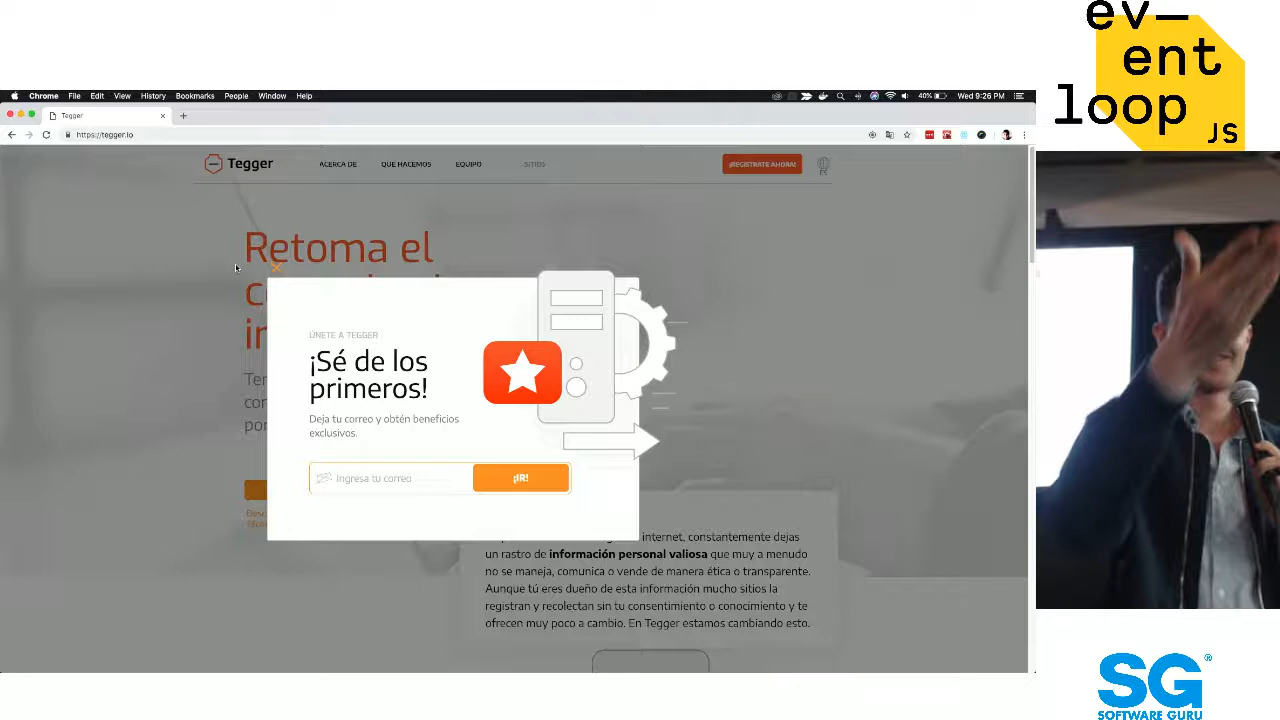 Chrome File Edit View History Bookmarks People Window Help
40% Wed 9:26 PM
Tegger
https://tegger.io
Tegger
ACERCA DE QUE HACEMOS EQUIPO SITIOS
¡REGÍSTRATE AHORA!
Retoma el
ÚNETE A TEGGER
¡Sé de los
primeros!
Deja tu correo y obtén beneficios
exclusivos.
Ingresa tu correo
¡IR!
internet, constantemente dejas
un rastro de información personal valiosa que muy a menudo
no se maneja, comunica o vende de manera ética o transparente.
Aunque tú eres dueño de esta información mucho sitios la
registran y recolectan sin tu consentimiento o conocimiento y te
ofrecen muy poco a cambio. En Tegger estamos cambiando esto.
ev—
ent
loop
JS
SG®
SOFTWARE GURU